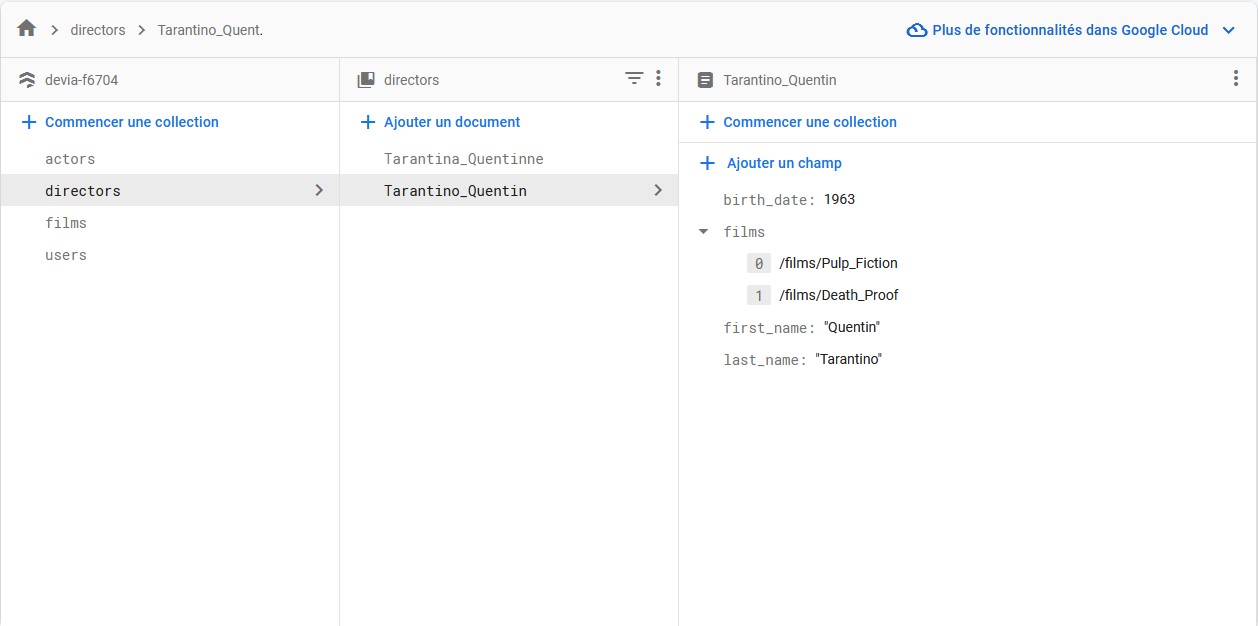 directors
Tarantino_Quent.
Plus de fonctionnalités dans Google Cloud
devia-f6704
directors
Tarantino_Quentin
Commencer une collection
Ajouter un document
Commencer une collection
actors
directors
films
users
Tarantina_Quentinne
Tarantino_Quentin
Ajouter un champ
birth_date: 1963
films
0 /films/Pulp_Fiction
1 /films/Death_Proof
first_name: "Quentin"
last_name: "Tarantino"